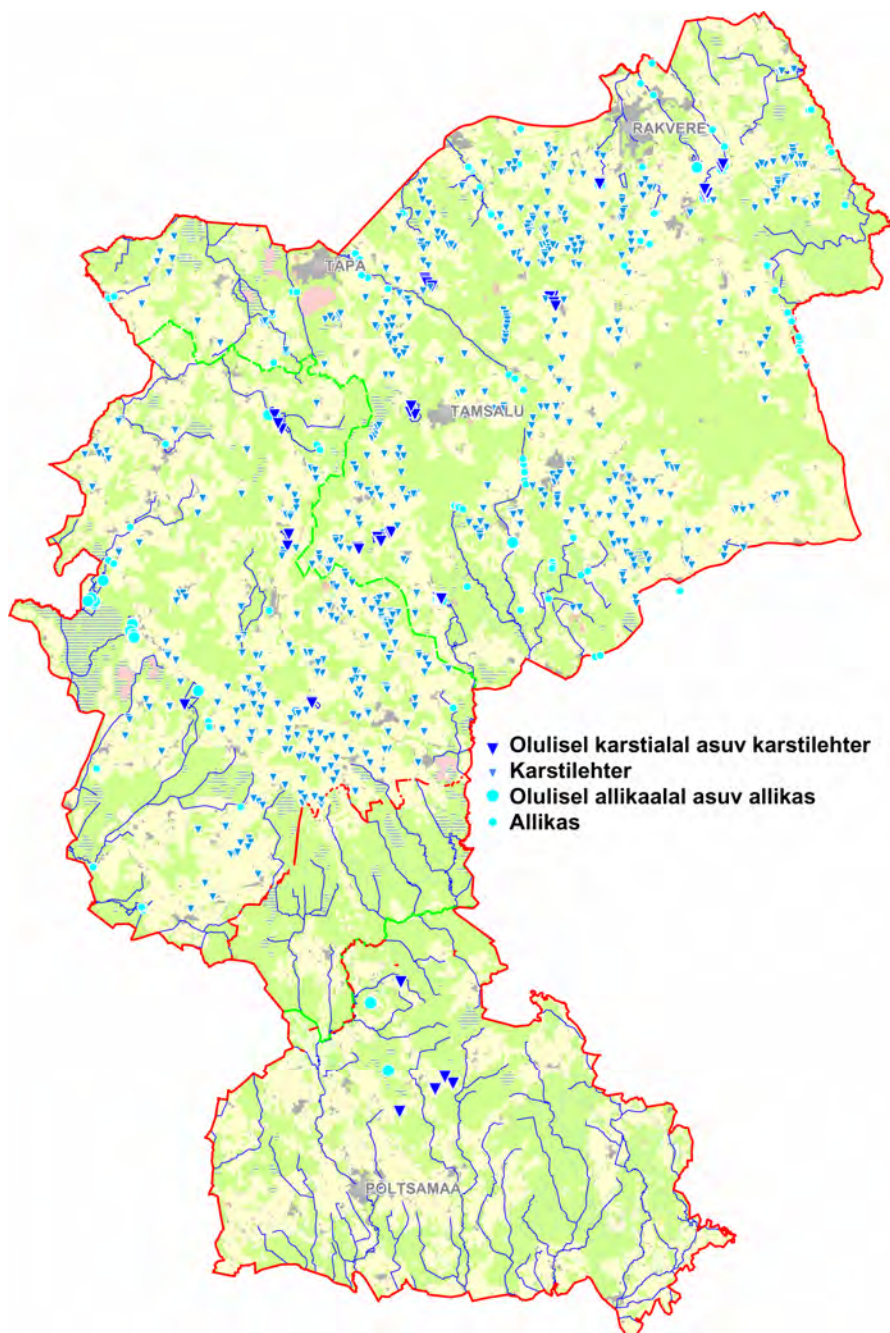 RAKVERE
TAPA
TAMSALU
Olulisel karstialal asuv karstilehter
Karstilehter
Olulisel allikaalal asuv allikas
Allikas
PÕLTSAMAA